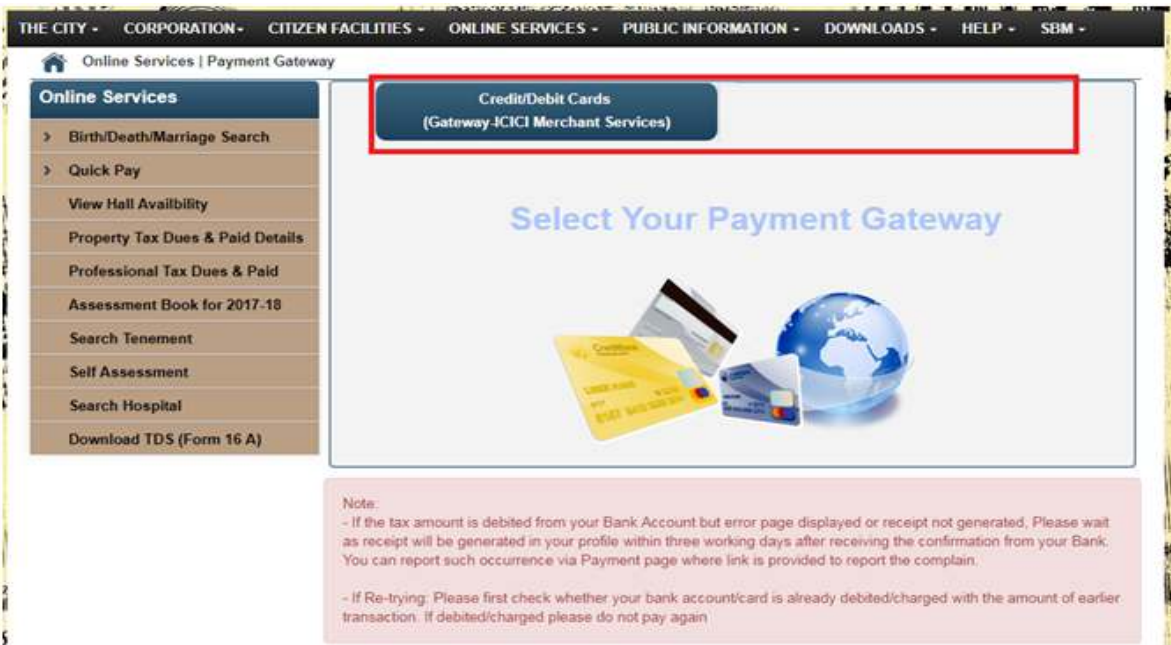 THE CITY - CORPORATION- CITIZEN FACILITIES - ONLINE SERVICES - PUBLIC INFORMATION - DOWNLOADS - HELP - SBM -
Online Services | Payment Gateway
Online Services
> Birth/Death/Marriage Search
> Quick Pay
View Hall Availbility
Property Tax Dues & Paid Details
Professional Tax Dues & Paid
Assessment Book for 2017-18
Search Tenement
Self Assessment
Search Hospital
Download TDS (Form 16 A)
Credit/Debit Cards
(Gateway-ICICI Merchant Services)
Select Your Payment Gateway
Note:
- If the tax amount is debited from your Bank Account but error page displayed or receipt not generated, Please wait
as receipt will be generated in your profile within three working days after receiving the confirmation from your Bank.
You can report such occurrence via Payment page where link is provided to report the complain.
- If Re-trying: Please first check whether your bank account/card is already debited/charged with the amount of earlier
transaction. If debited/charged please do not pay again